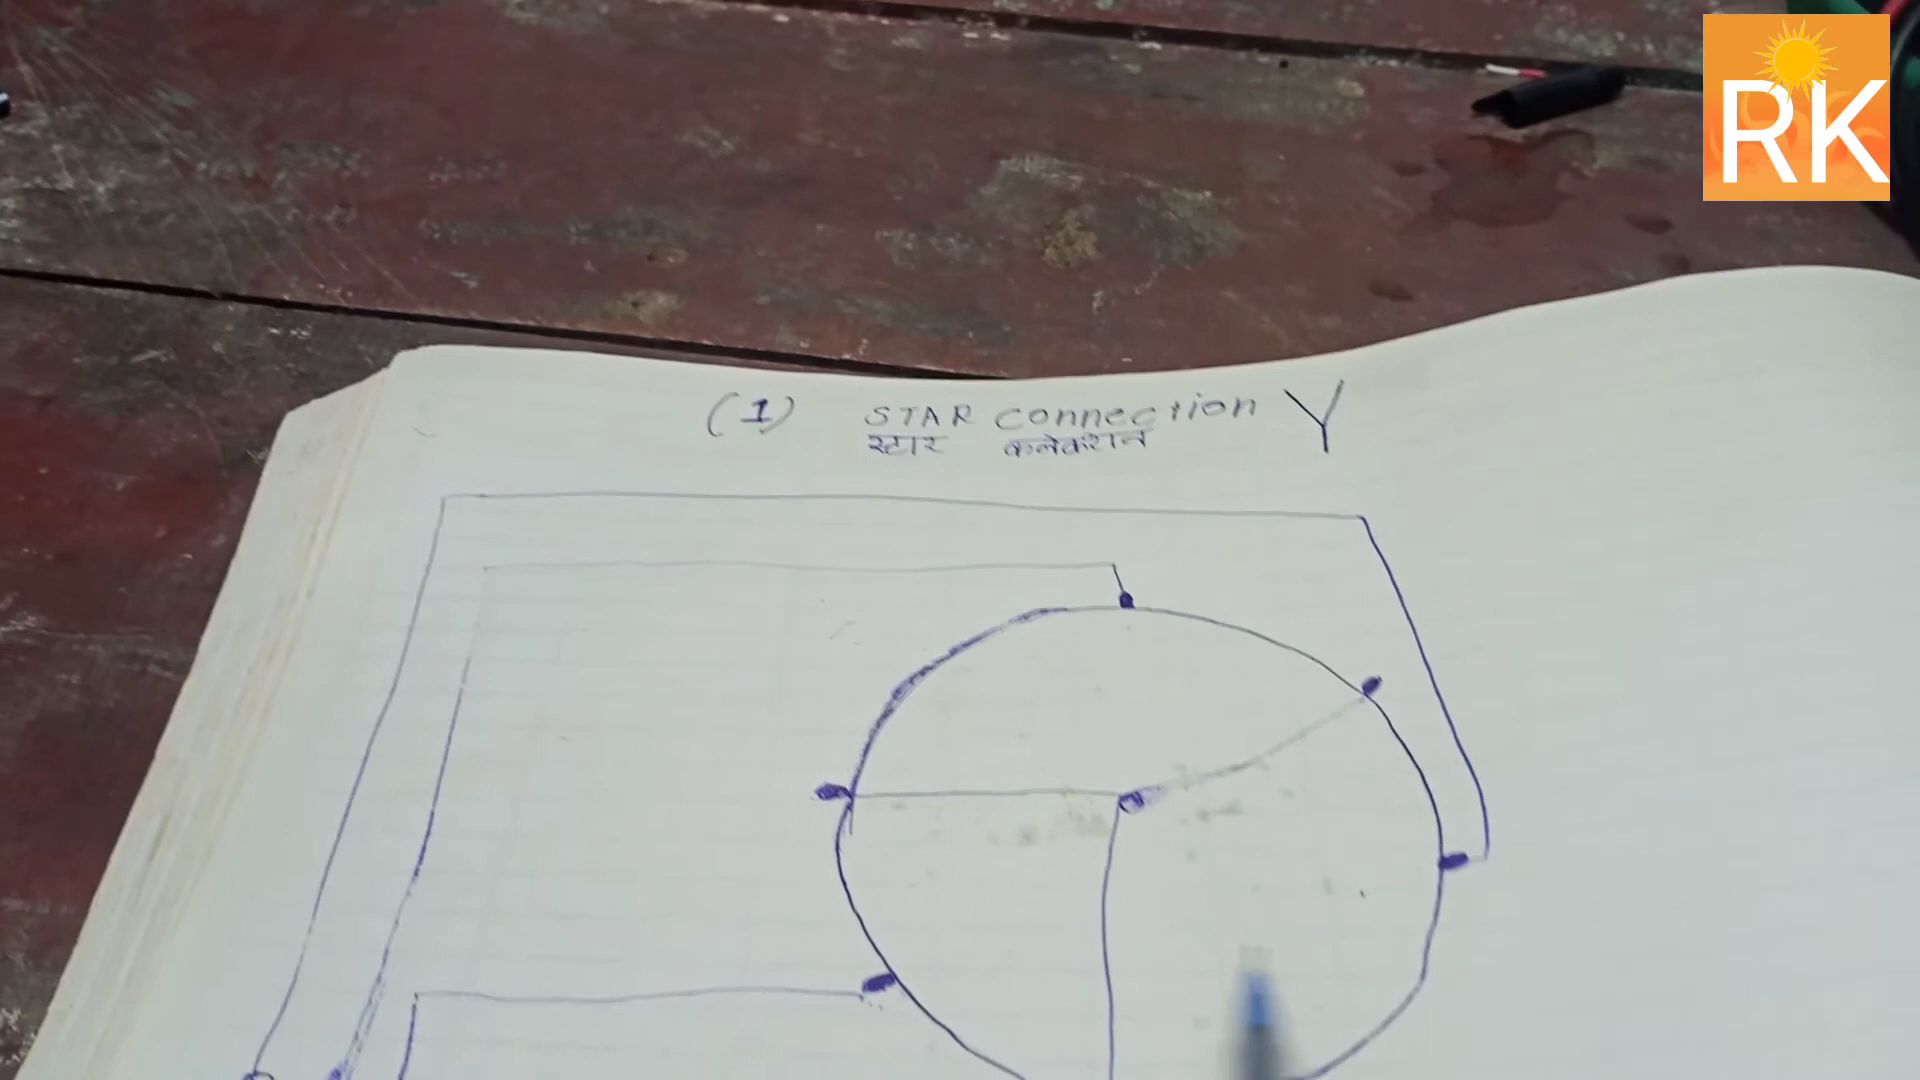 (1) STAR connection Y
स्टार कनेक्शन
RK